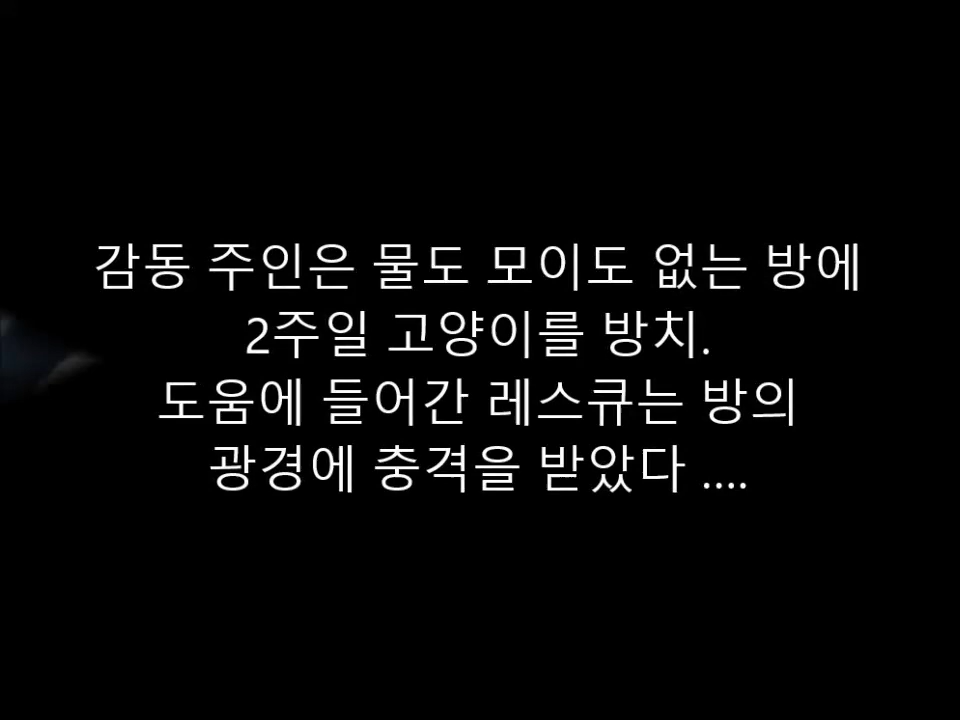 감동 주인은 물도 모이도 없는 방에
2주일 고양이를 방치.
도움에 들어간 레스큐는 방의
광경에 충격을 받았다 ....